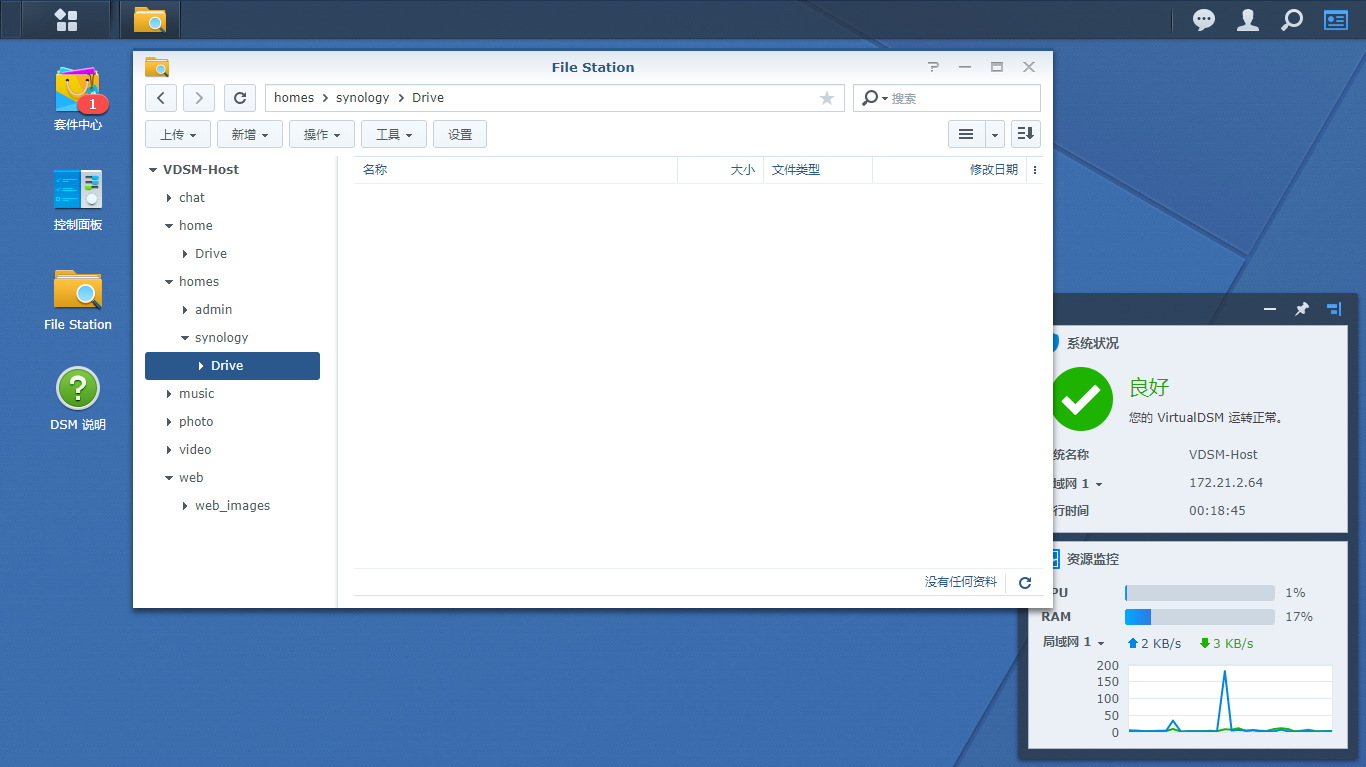 1
套件中心
控制面板
File Station
DSM 说明
File Station
homes
synology
Drive
搜索
上传
新增
操作
工具
设置
VDSM-Host
chat
home
Drive
homes
admin
synology
Drive
music
photo
video
web
web_images
名称
大小
文件类型
修改日期
没有任何资料
系统状况
良好
您的 VirtualDSM 运转正常。
统名称 VDSM-Host
域网 1 172.21.2.64
行时间 00:18:45
资源监控
PU 1%
RAM 17%
局域网 1 2 KB/s 3 KB/s
200
150
100
50
0